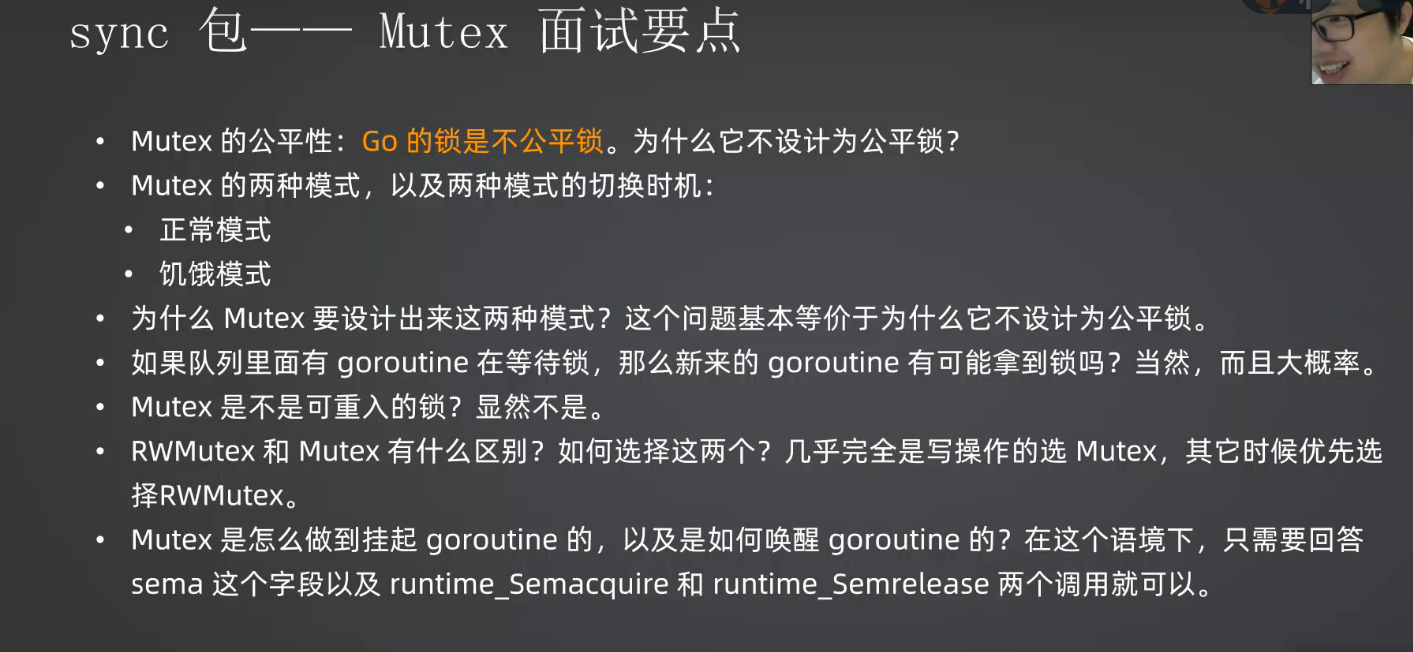 sync 包—— Mutex 面试要点
• Mutex 的公平性：Go 的锁是不公平锁。为什么它不设计为公平锁？
• Mutex 的两种模式，以及两种模式的切换时机：
• 正常模式
• 饥饿模式
• 为什么 Mutex 要设计出来这两种模式？这个问题基本等价于为什么它不设计为公平锁。
• 如果队列里面有 goroutine 在等待锁，那么新来的 goroutine 有可能拿到锁吗？当然，而且大概率。
• Mutex 是不是可重入的锁？显然不是。
• RWMutex 和 Mutex 有什么区别？如何选择这两个？几乎完全是写操作的选 Mutex，其它时候优先选
择RWMutex。
• Mutex 是怎么做到挂起 goroutine 的，以及是如何唤醒 goroutine 的？在这个语境下，只需要回答
sema 这个字段以及 runtime_Semacquire 和 runtime_Semrelease 两个调用就可以。